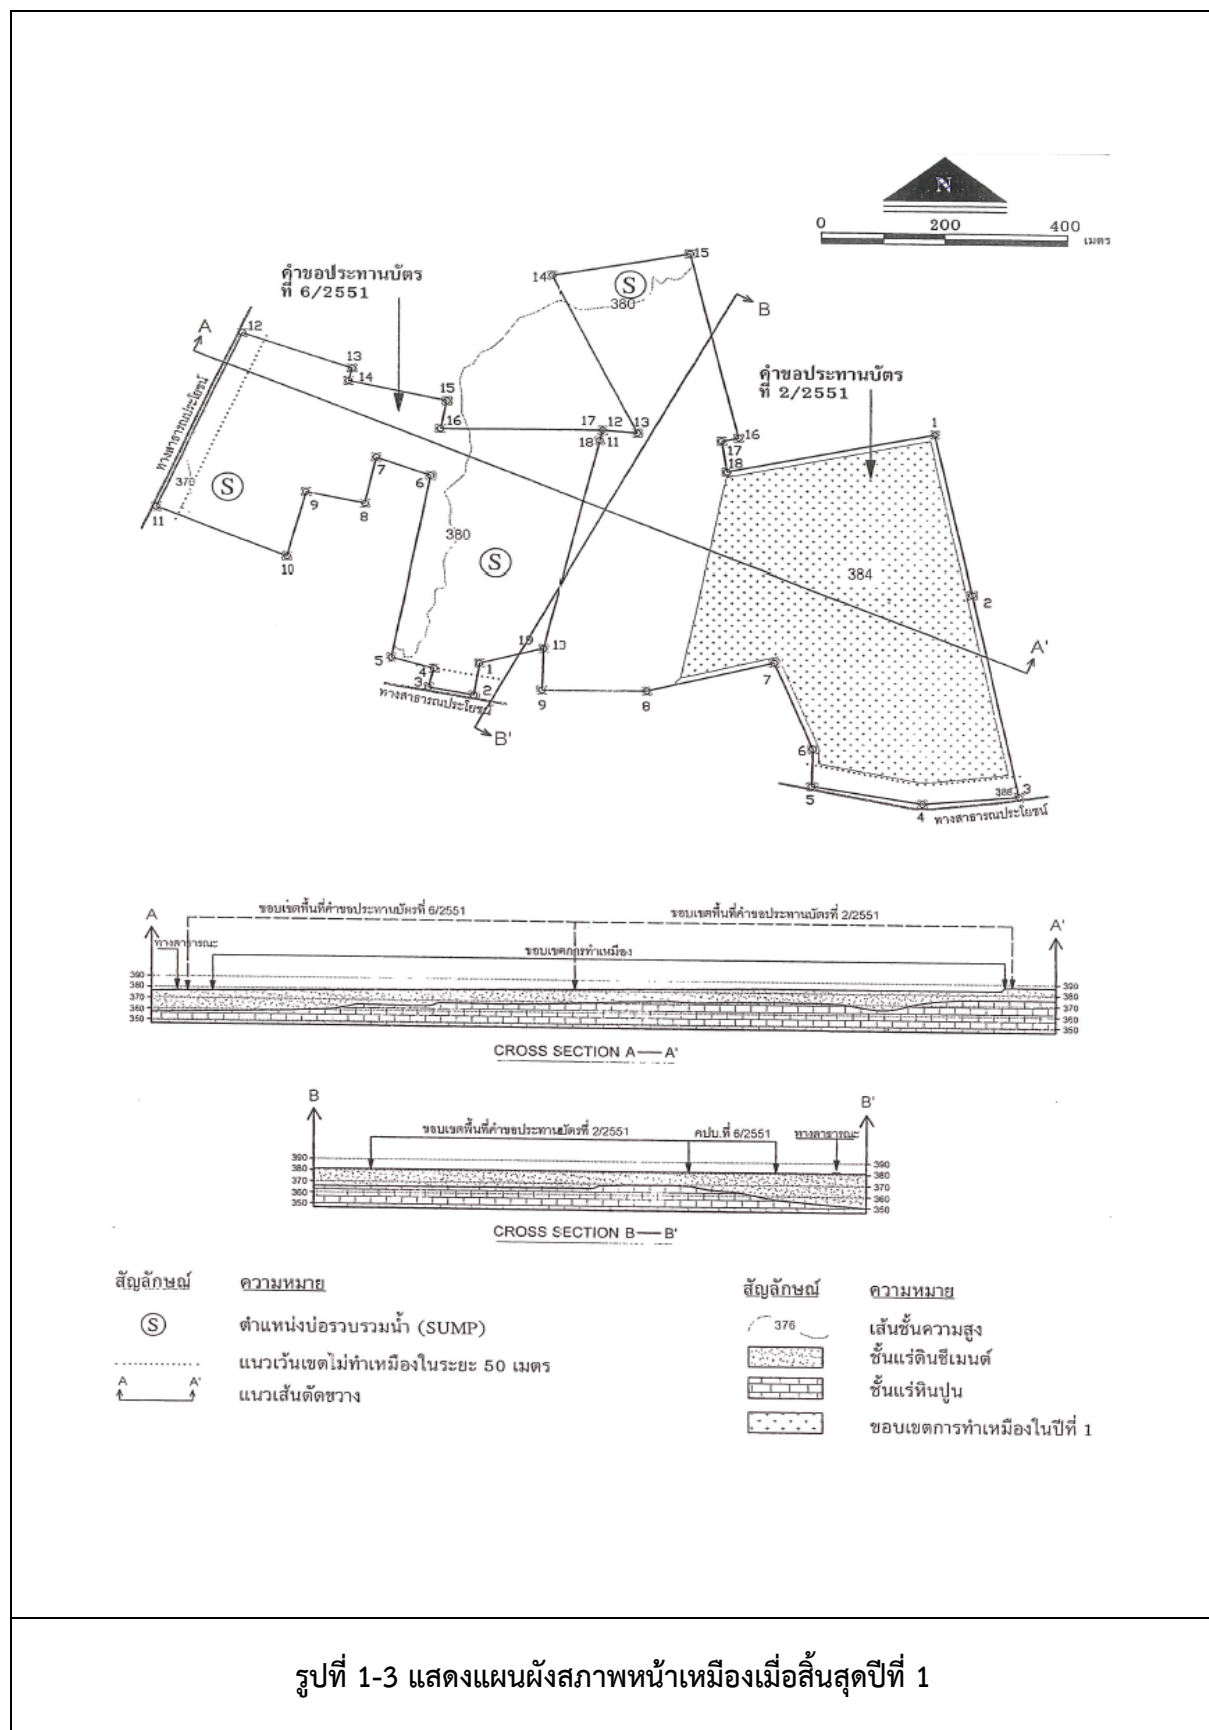 N
0 200 400
เมตร
คำขอประทานบัตร
ที่ 6/2551
14
15
S
380
B
A
12
13
14
15
16
คำขอประทานบัตร
ที่ 2/2551
17 12 13
18 11
16
17
18
1
ทางสาธารณประโยชน์
370
S
7
6
9
8
11
10
380
S
384
2
A'
19 10
5
4
1
3
2
ทางสาธารณประโยชน์
B'
9
8
7
6
5
4
386
3
ทางสาธารณประโยชน์
A
ขอบเขตพื้นที่คำขอประทานบัตรที่ 6/2551
ขอบเขตพื้นที่คำขอประทานบัตรที่ 2/2551
A'
ทางสาธารณะ
ขอบเขตการทำเหมือง
390
380
370
360
350
390
380
370
360
350
CROSS SECTION A — A'
B
B'
ขอบเขตพื้นที่คำขอประทานบัตรที่ 2/2551
คปบ.ที่ 6/2551
ทางสาธารณะ
390
380
370
360
350
390
380
370
360
350
CROSS SECTION B — B'
สัญลักษณ์ ความหมาย
S ตำแหน่งบ่อรวบรวมน้ำ (SUMP)
แนวเว้นเขตไม่ทำเหมืองในระยะ 50 เมตร
A A' แนวเส้นตัดขวาง
สัญลักษณ์ ความหมาย
376 เส้นชั้นความสูง
ชั้นแร่ดินซีเมนต์
ชั้นแร่หินปูน
ขอบเขตการทำเหมืองในปีที่ 1
รูปที่ 1-3 แสดงแผนผังสภาพหน้าเหมืองเมื่อสิ้นสุดปีที่ 1